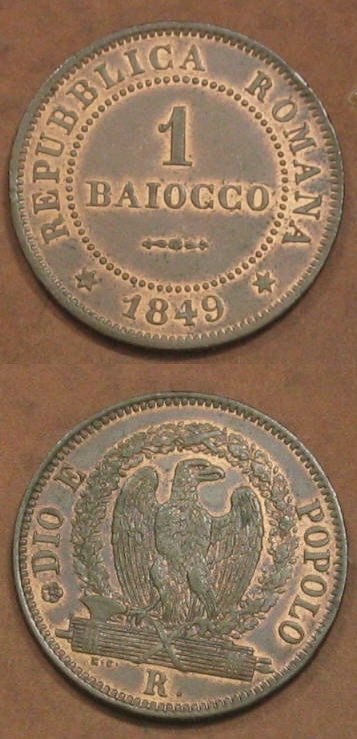 REPUBBLICA ROMANA
1
BAIOCCO
1849
DIO E POPOLO
R.